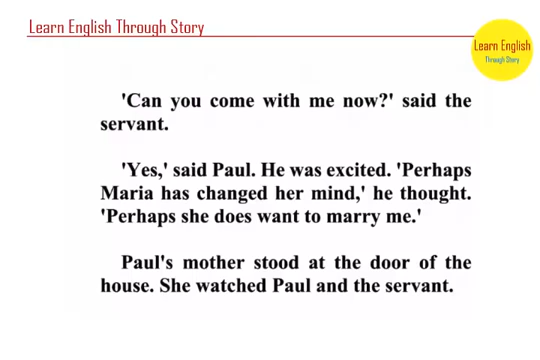 Learn English Through Story
Learn English
Through Story
'Can you come with me now?' said the
servant.
'Yes,' said Paul. He was excited. 'Perhaps
Maria has changed her mind,' he thought.
'Perhaps she does want to marry me.'
Paul's mother stood at the door of the
house. She watched Paul and the servant.